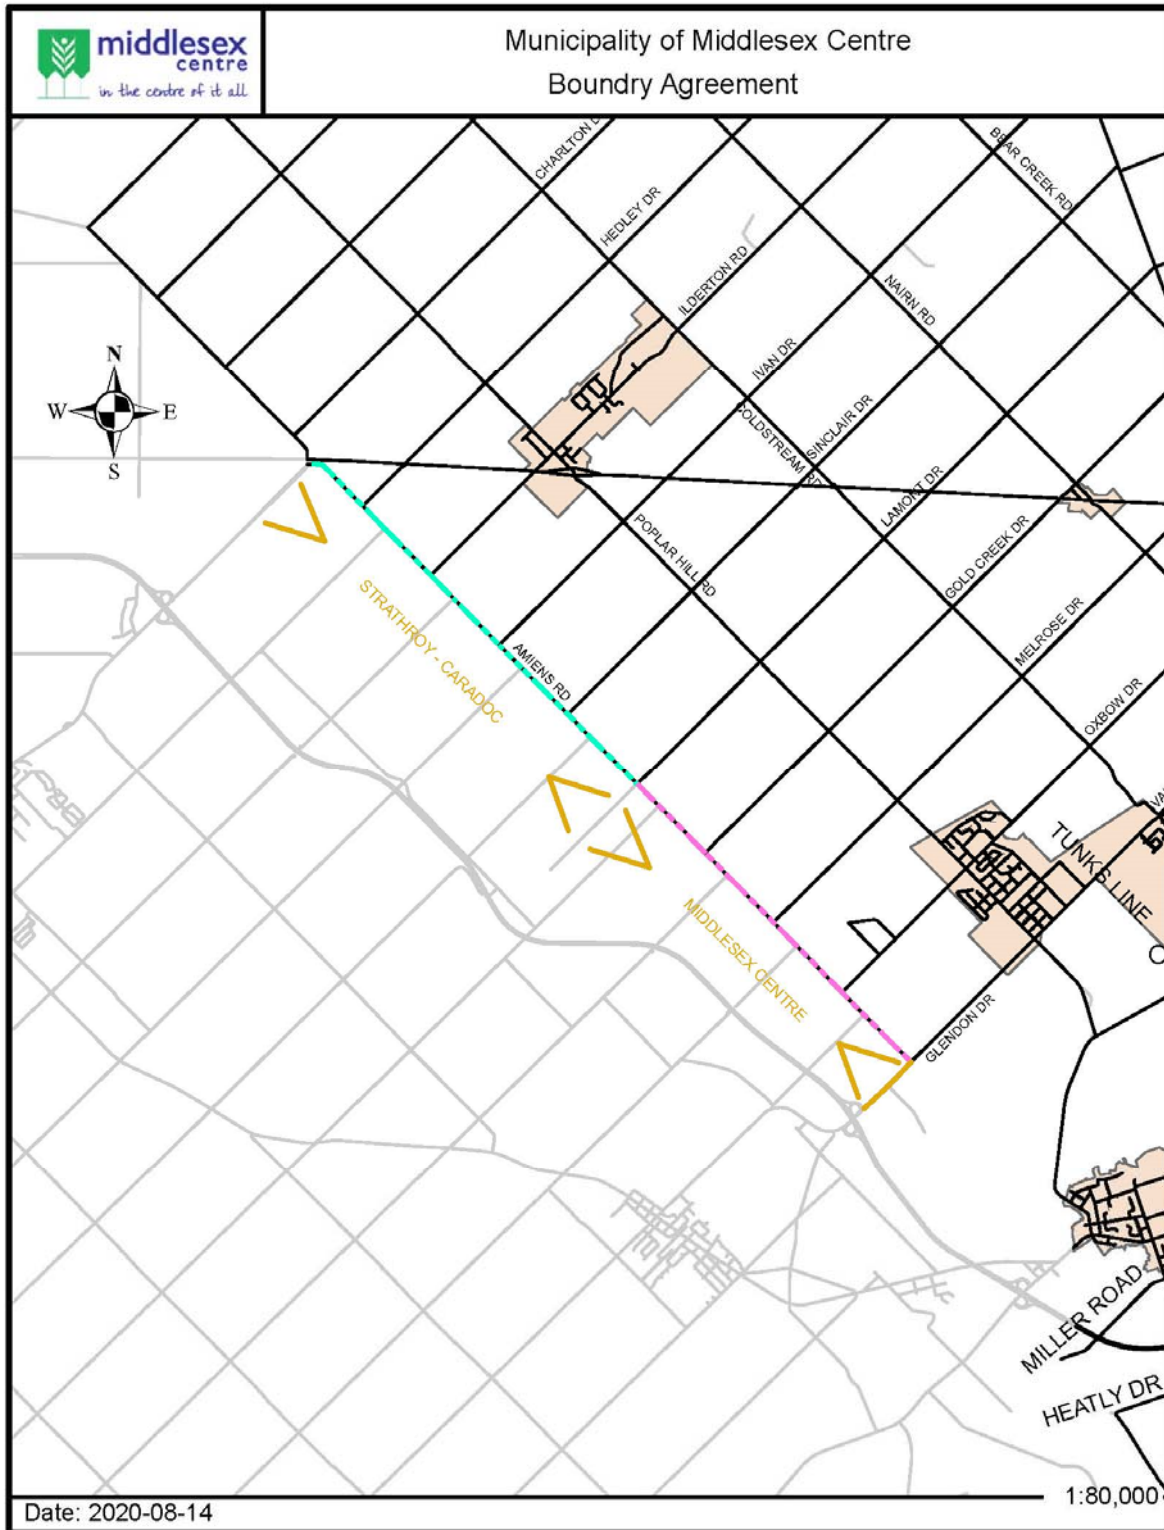 middlesex
centre
in the centre of it all
Municipality of Middlesex Centre
Boundry Agreement
CHARLTON D
BEAR CREEK RD
HEDLEY DR
ILDERTON RD
NAIRN RD
IVAN DR
COLDSTREAM RD
SINCLAIR DR
LAMONT DR
N
W
E
S
POPLAR HILL RD
GOLD CREEK DR
STRATHROY - CARADOC
AMIENS RD
MELROSE DR
OXBOW DR
VA
TUNKS LINE
O
MIDDLESEX CENTRE
GLENDON DR
MILLER ROAD
HEATLY DR
1:80,000
Date: 2020-08-14